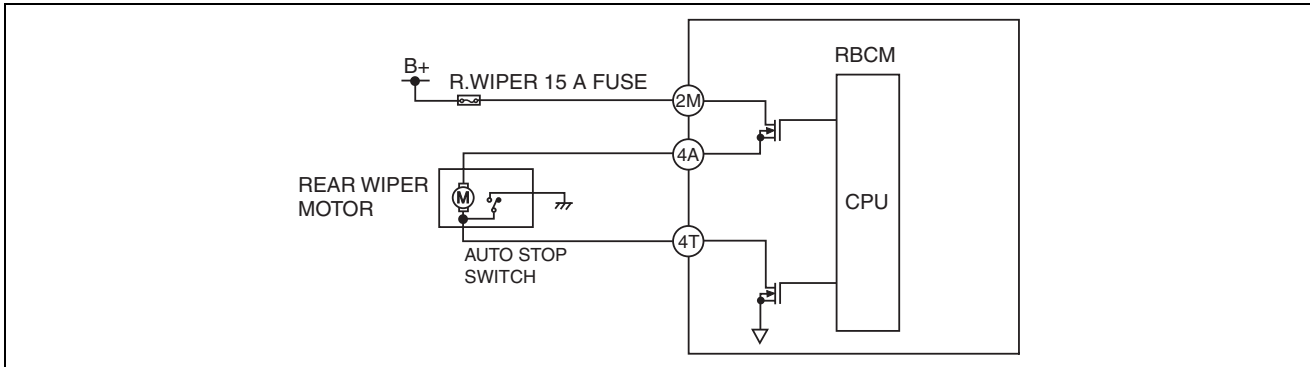 RBCM
B+
R.WIPER 15 A FUSE
2M
4A
REAR WIPER
MOTOR
M
CPU
4T
AUTO STOP
SWITCH